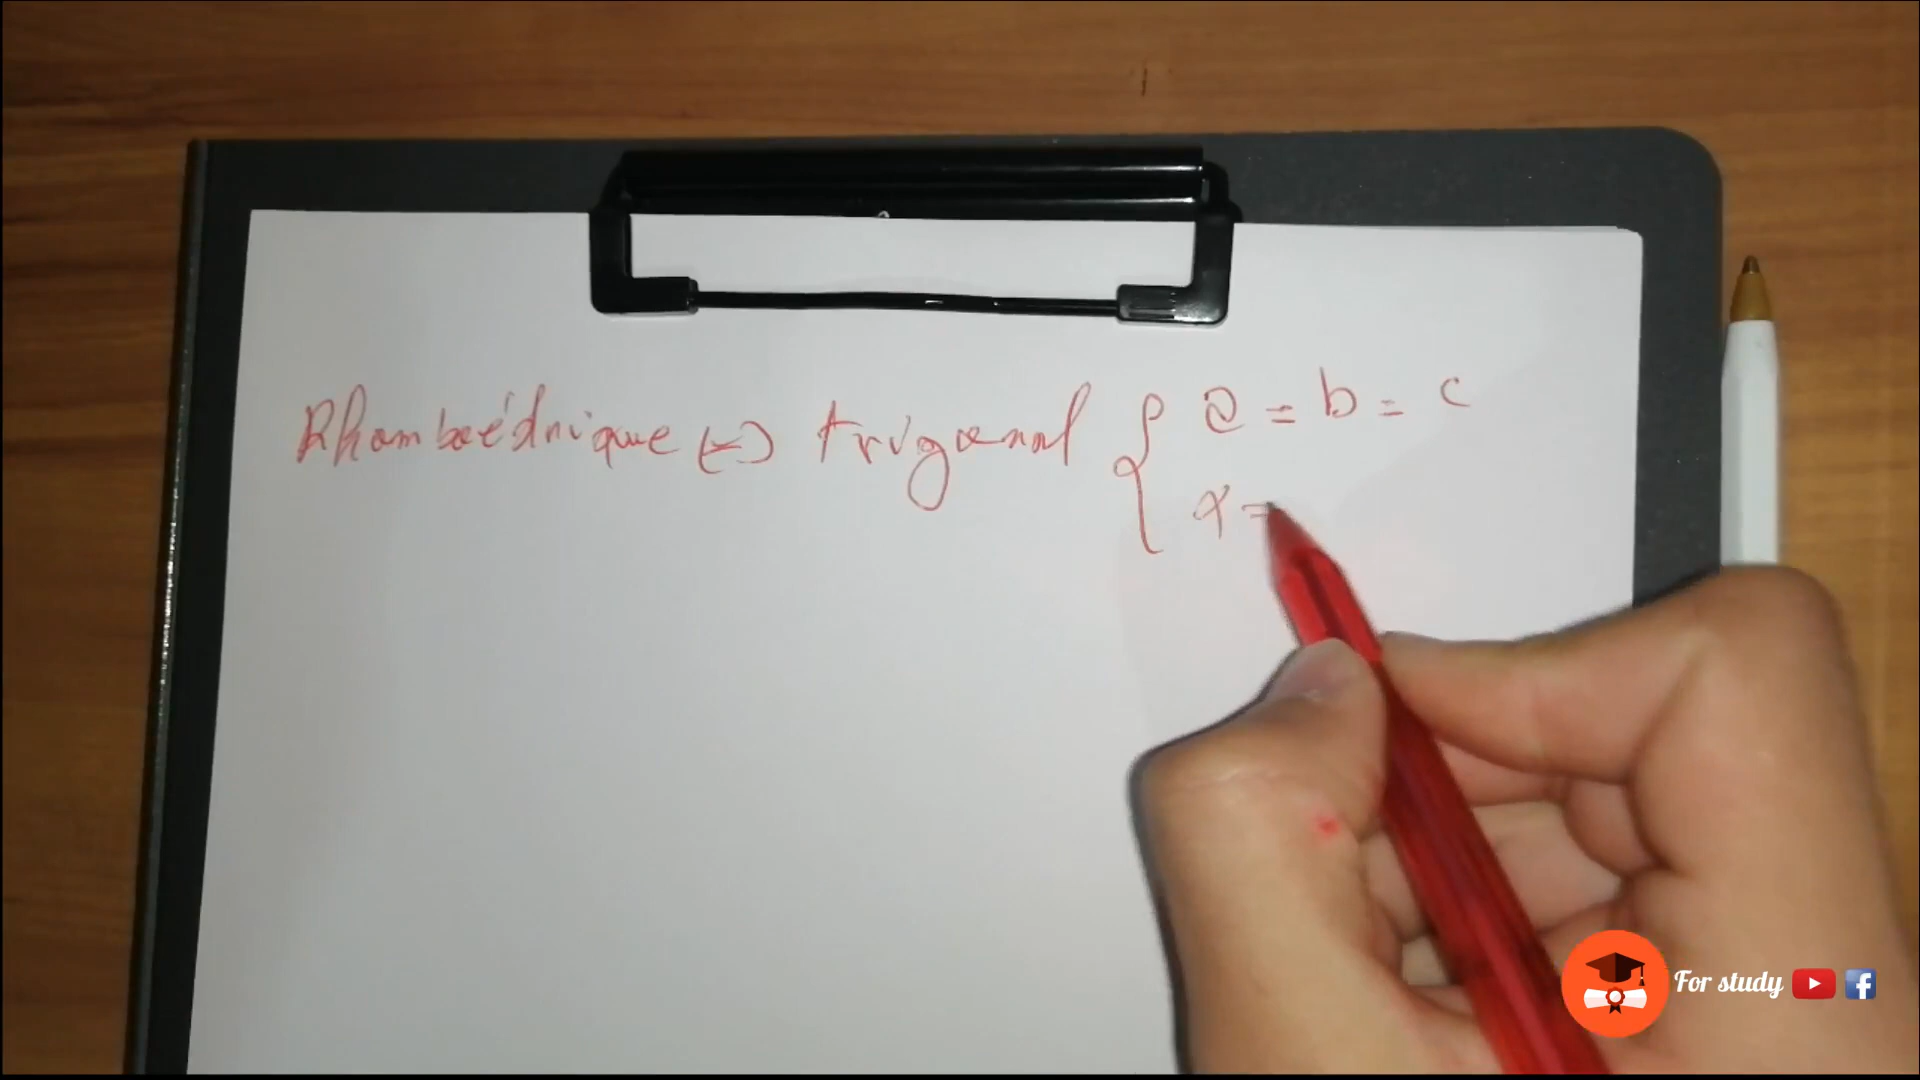 Rhomboédrique ↔ trigonal { a = b = c
α =
For study